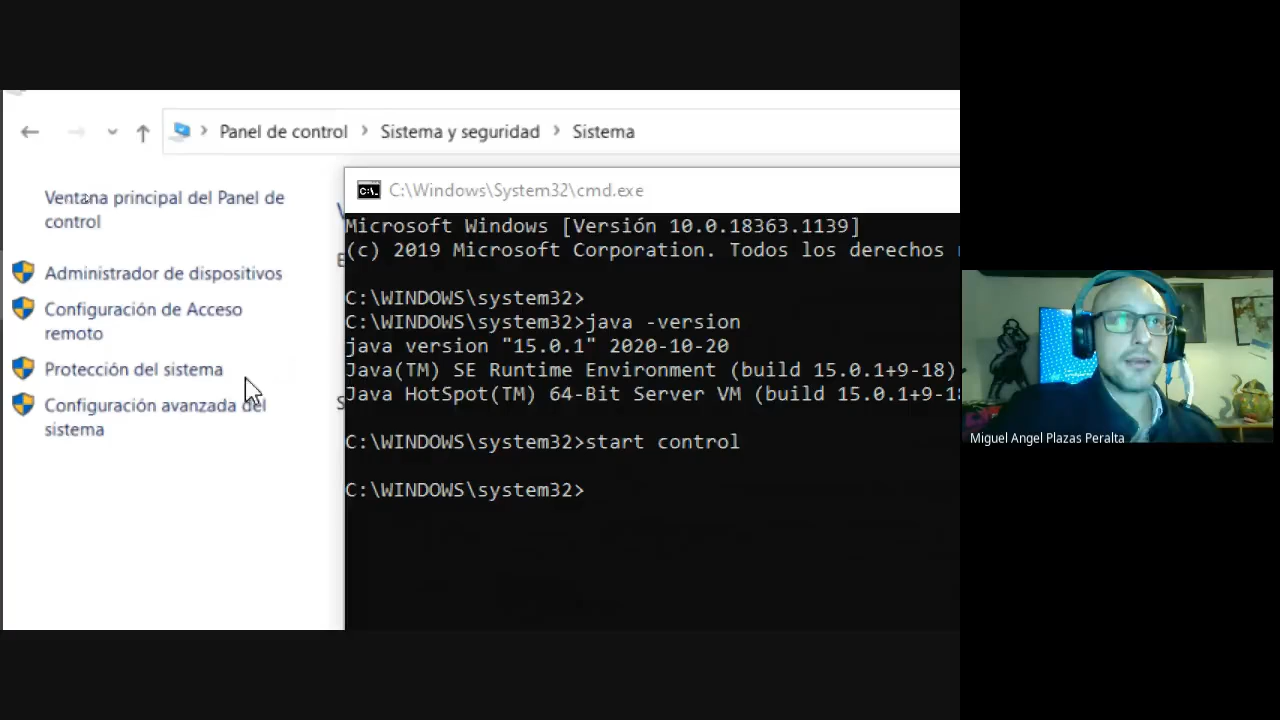 Panel de control > Sistema y seguridad > Sistema
Ventana principal del Panel de
control
Administrador de dispositivos
Configuración de Acceso
remoto
Protección del sistema
Configuración avanzada del
sistema
C:\Windows\System32\cmd.exe
Microsoft Windows [Versión 10.0.18363.1139]
(c) 2019 Microsoft Corporation. Todos los derechos
C:\WINDOWS\system32>
C:\WINDOWS\system32>java -version
java version "15.0.1" 2020-10-20
Java(TM) SE Runtime Environment (build 15.0.1+9-18)
Java HotSpot(TM) 64-Bit Server VM (build 15.0.1+9-18
C:\WINDOWS\system32>start control
C:\WINDOWS\system32>
Miguel Angel Plazas Peralta